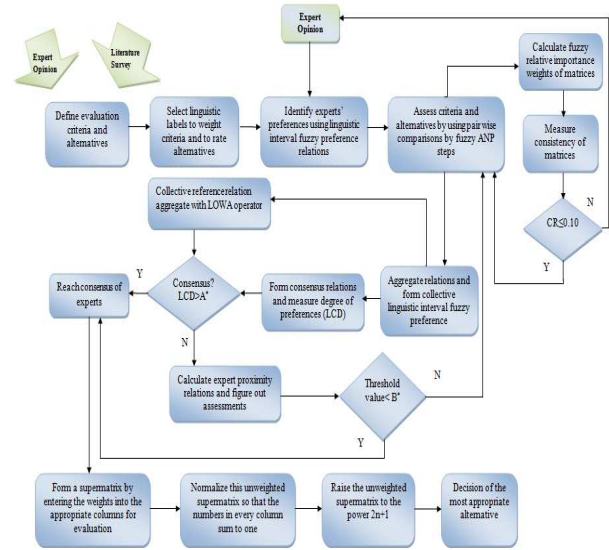 Expert
Opinion
Literature
Survey
Expert
Opinion
Define evaluation
criteria and
alternatives
Select linguistic
labels to weight
criteria and to rate
alternatives
Identify experts'
preferences using linguistic
interval fuzzy preference
relations
Assess criteria and
alternatives by using pair wise
comparisons by fuzzy ANP
steps
Calculate fuzzy
relative importance
weights of matrices
Measure
consistency of
matrices
CR≤0.10
N
Y
Collective reference relation
aggregate with LOWA operator
Y
Reach consensus of
experts
Consensus?
LCD>A*
Form consensus relations
and measure degree of
preferences (LCD)
Aggregate relations and
form collective
linguistic interval fuzzy
preference
N
Calculate expert proximity
relations and figure out
assessments
Threshold
value< B*
N
Y
Form a supermatrix by
entering the weights into the
appropriate columns for
evaluation
Normalize this unweighted
supermatrix so that the
numbers in every column
sum to one
Raise the unweighted
supermatrix to the
power 2n+1
Decision of the
most appropriate
alternative